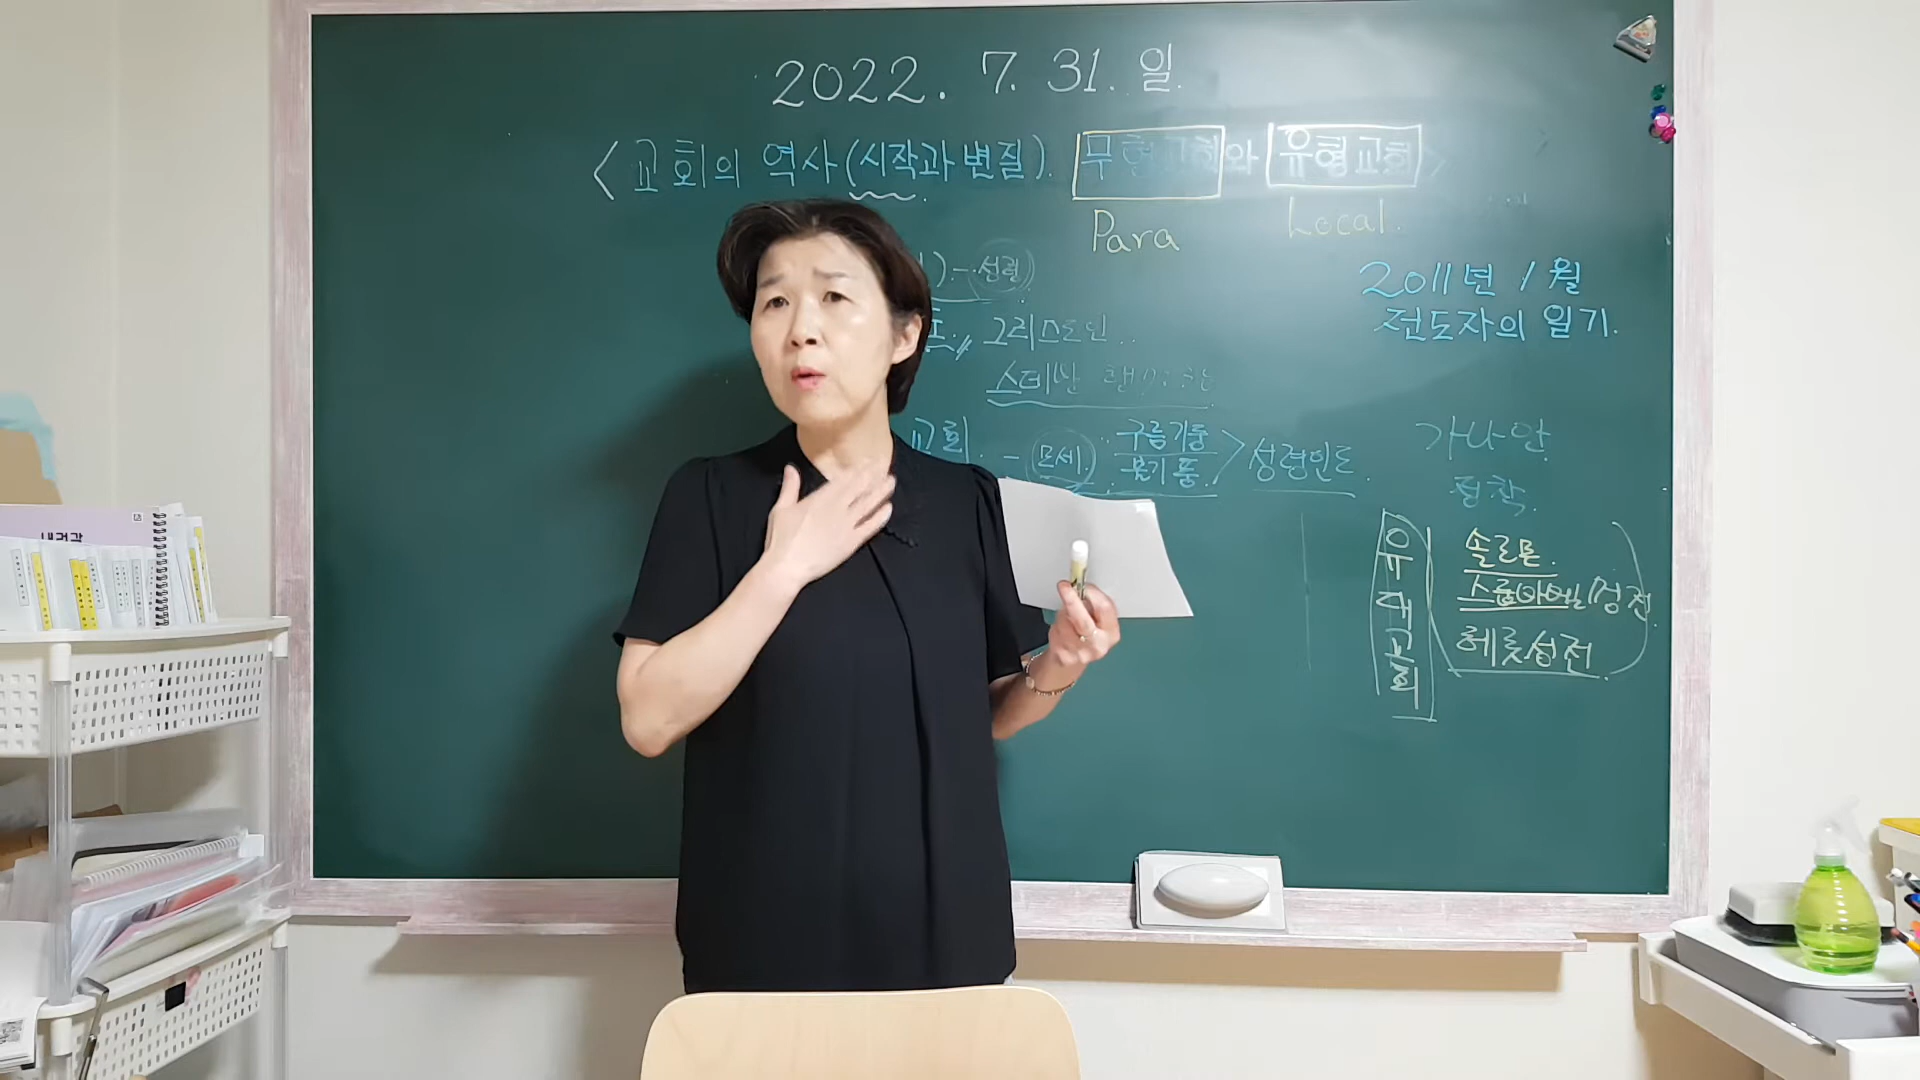 2022. 7. 31. 일.
<교회의 역사(시작과 변질). 무형교회와 유형교회>
Para Local.
). - 성령
2011년 1월
전도자의 일기.
그리스도인
스데반
교회. - 모세. 구름기둥 불기둥 > 성령인도.
가나안
정착.
유대교회
솔로몬.
스룹바벨 성전.
헤롯성전